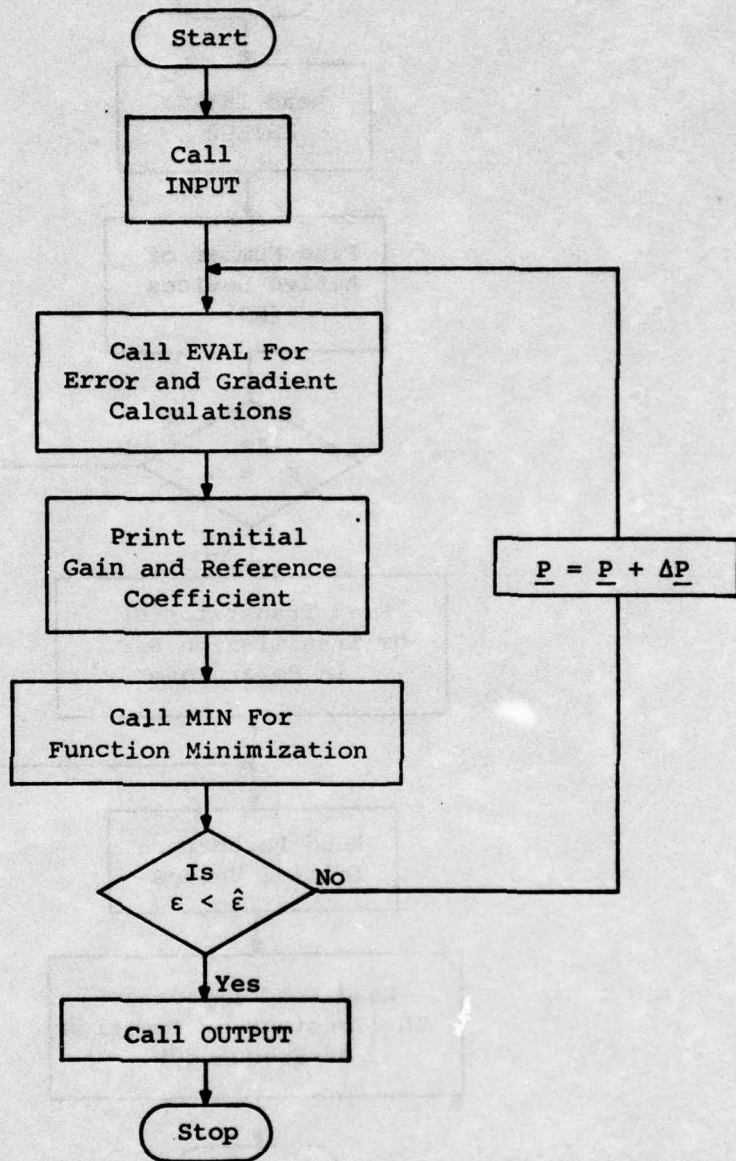 Start
Call
INPUT
Call EVAL For
Error and Gradient
Calculations
Print Initial
Gain and Reference
Coefficient
P = P + ΔP
Call MIN For
Function Minimization
Is
ε < ε̂
No
Yes
Call OUTPUT
Stop